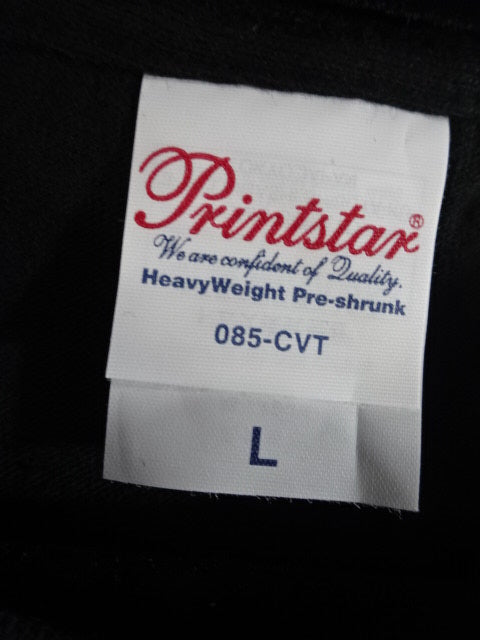 Printstar®
We are confident of Quality.
HeavyWeight Pre-shrunk
085-CVT
L